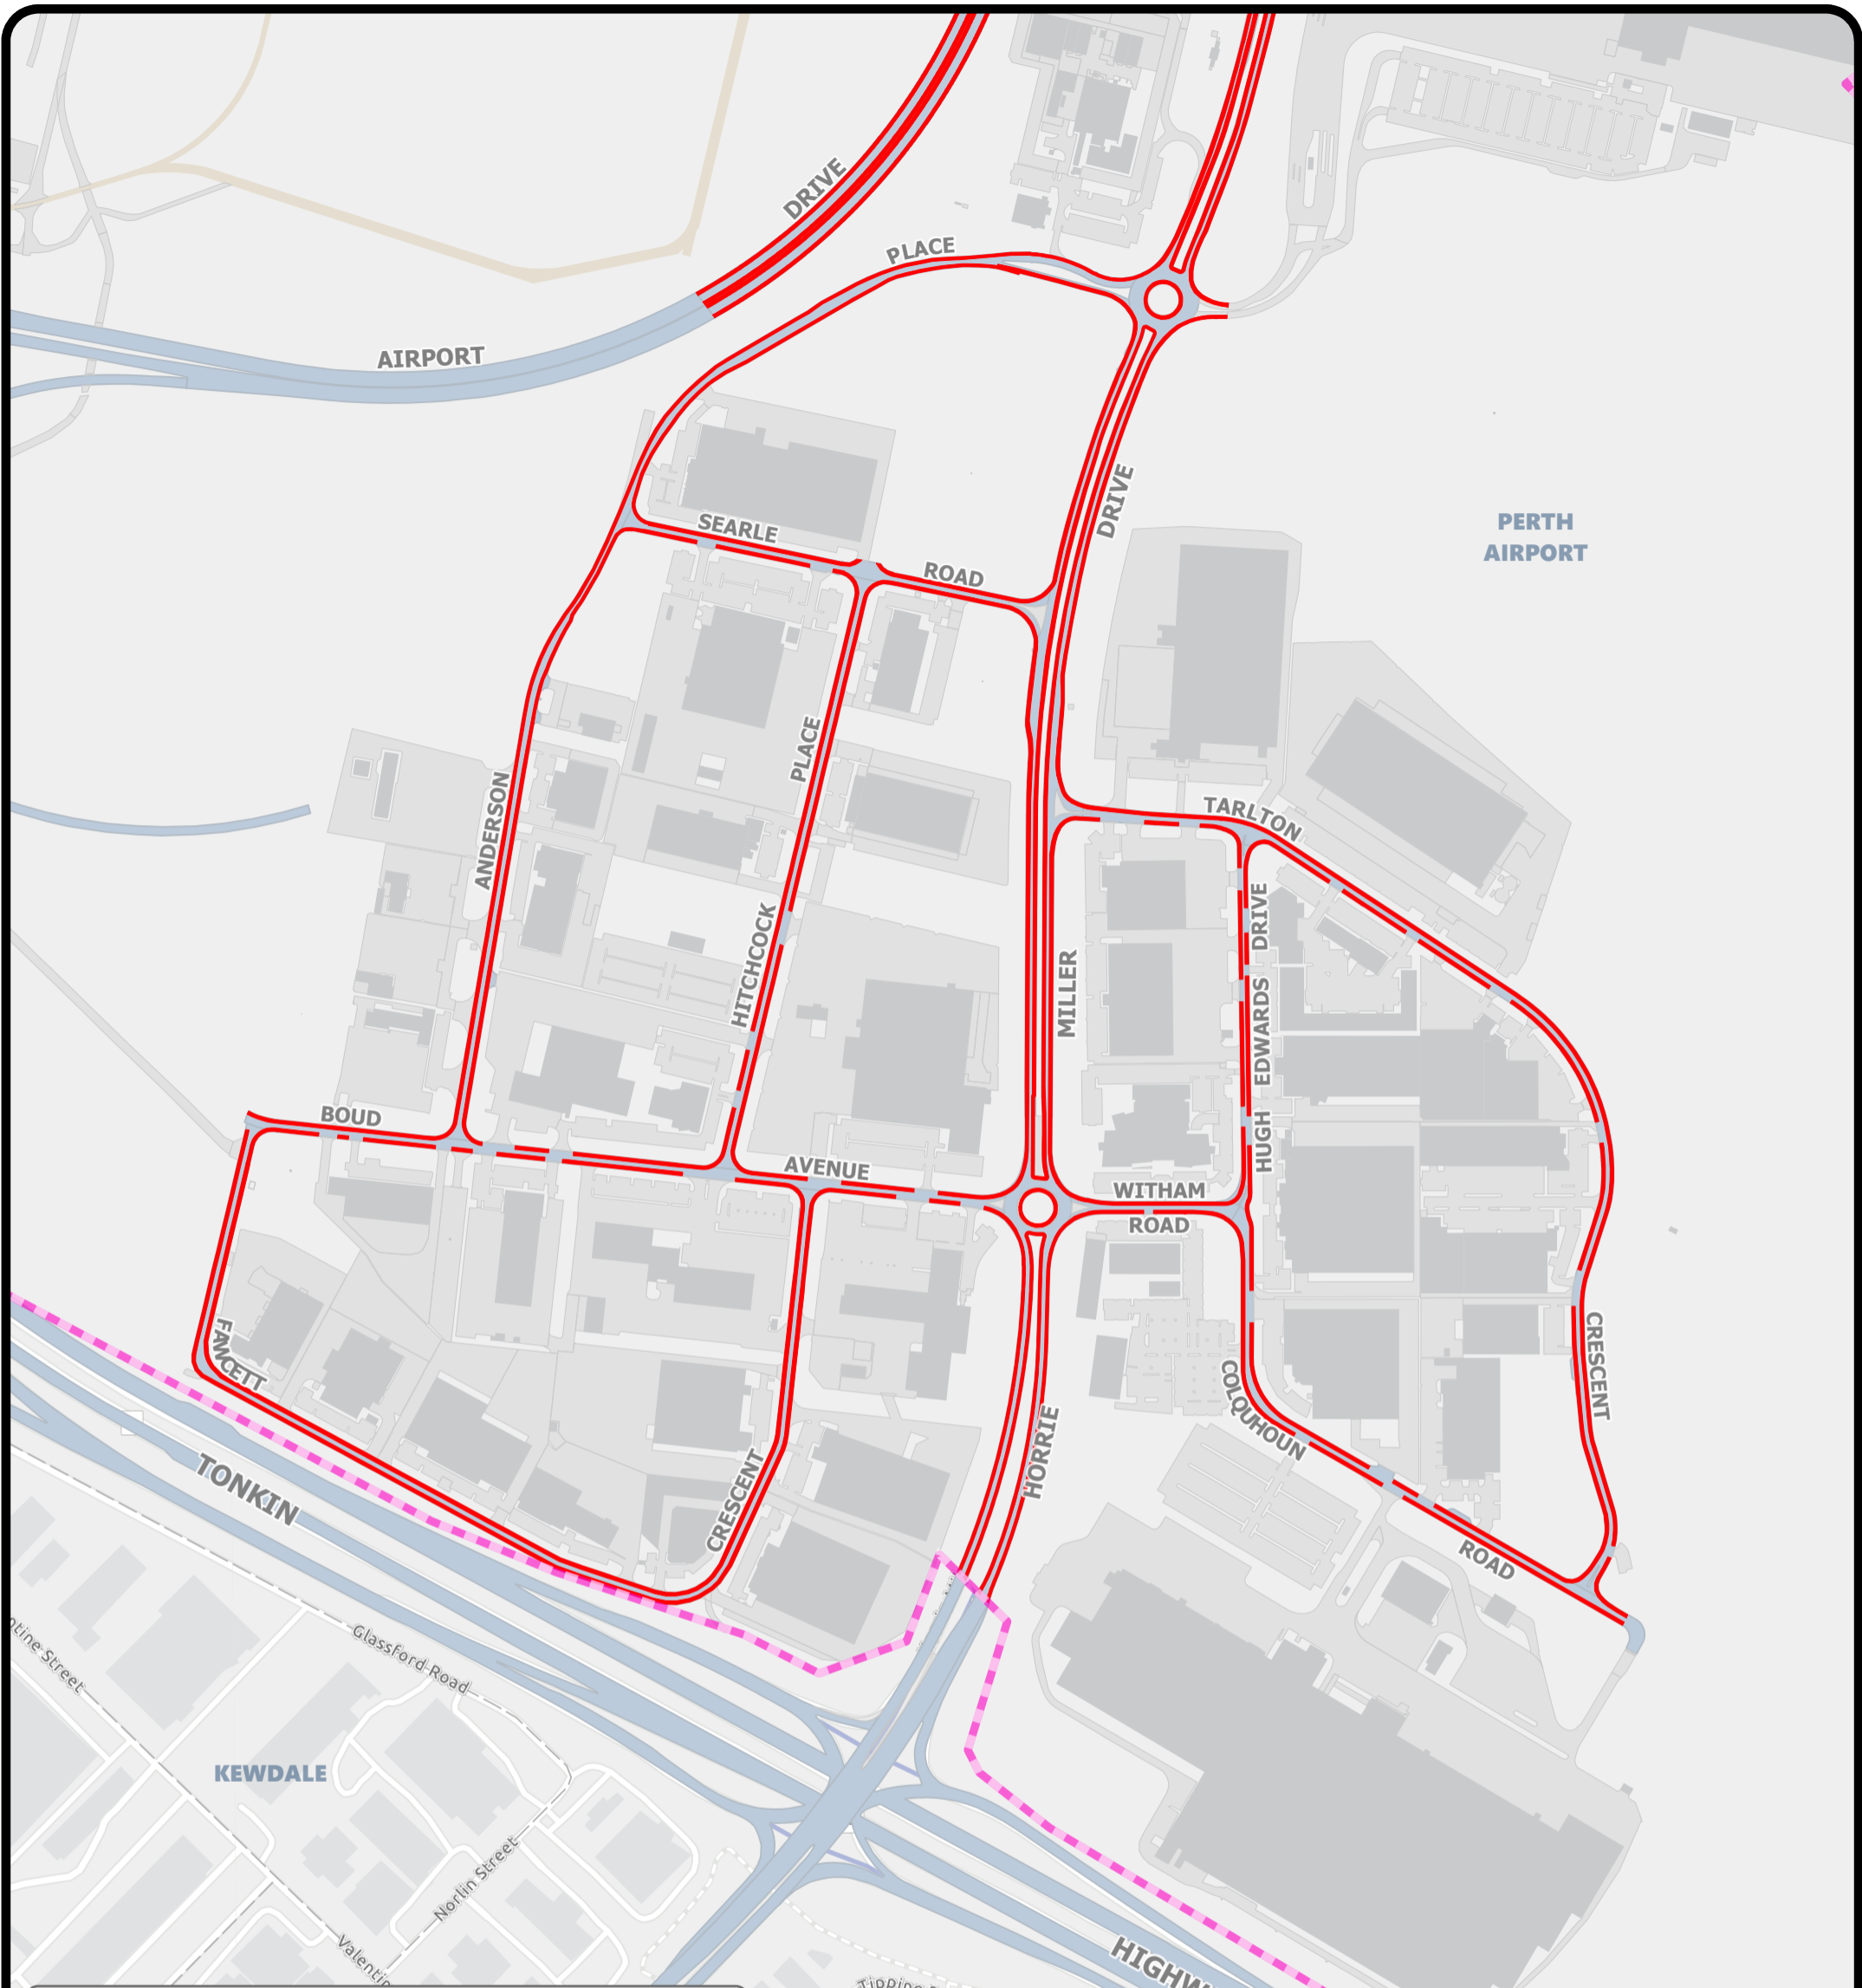 DRIVE
PLACE
AIRPORT
DRIVE
SEARLE
ROAD
PERTH
AIRPORT
PLACE
ANDERSON
TARLTON
HITCHCOCK
MILLER
HUGH EDWARDS DRIVE
BOUD
AVENUE
WITHAM
ROAD
FAWCETT
CRESCENT
COLQUHOUN
HORRIE
CRESCENT
TONKIN
ROAD
Glassford Road
KEWDALE
Norlin Street
HIGHW